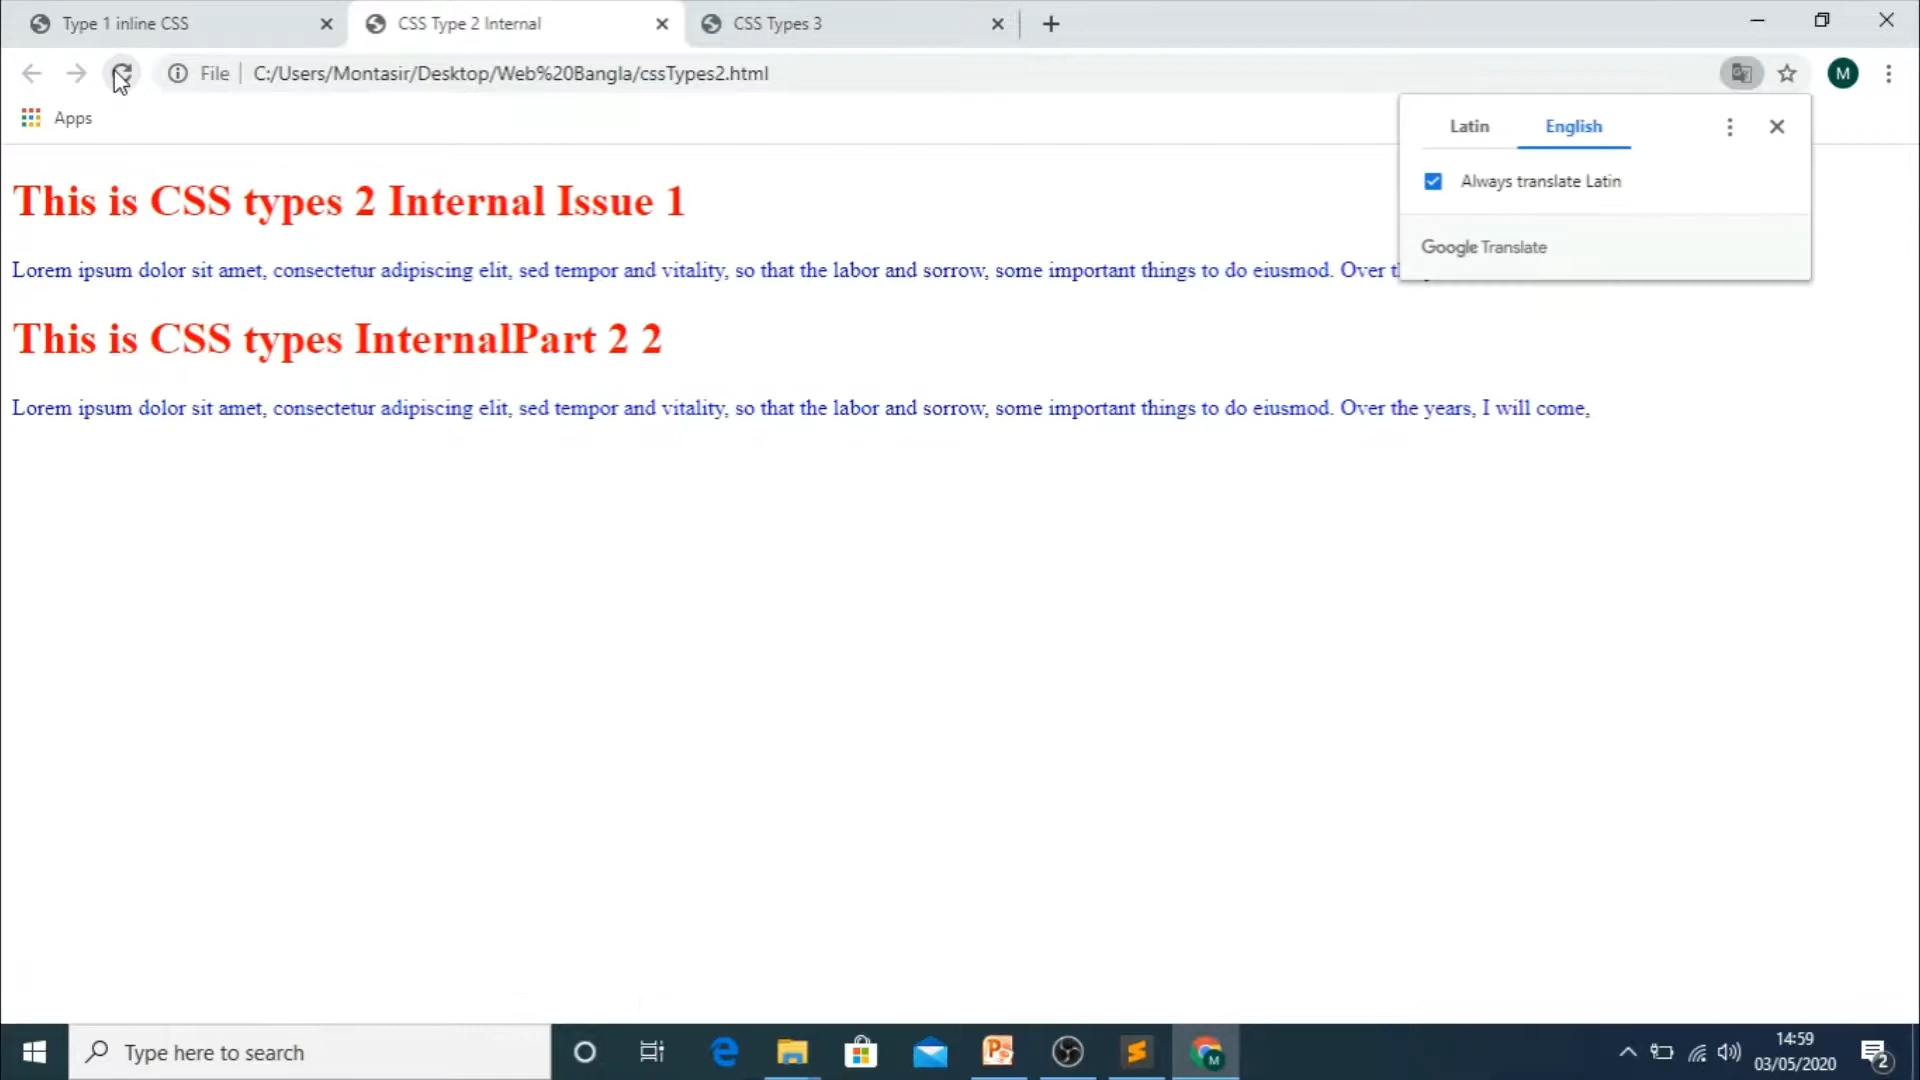 Type 1 inline CSS
CSS Type 2 Internal
CSS Types 3
File
C:/Users/Montasir/Desktop/Web%20Bangla/cssTypes2.html
M
Apps
Latin
English
Always translate Latin
Google Translate
This is CSS types 2 Internal Issue 1
Lorem ipsum dolor sit amet, consectetur adipiscing elit, sed tempor and vitality, so that the labor and sorrow, some important things to do eiusmod. Over
This is CSS types InternalPart 2 2
Lorem ipsum dolor sit amet, consectetur adipiscing elit, sed tempor and vitality, so that the labor and sorrow, some important things to do eiusmod. Over the years, I will come,
Type here to search
M
14:59
03/05/2020
2